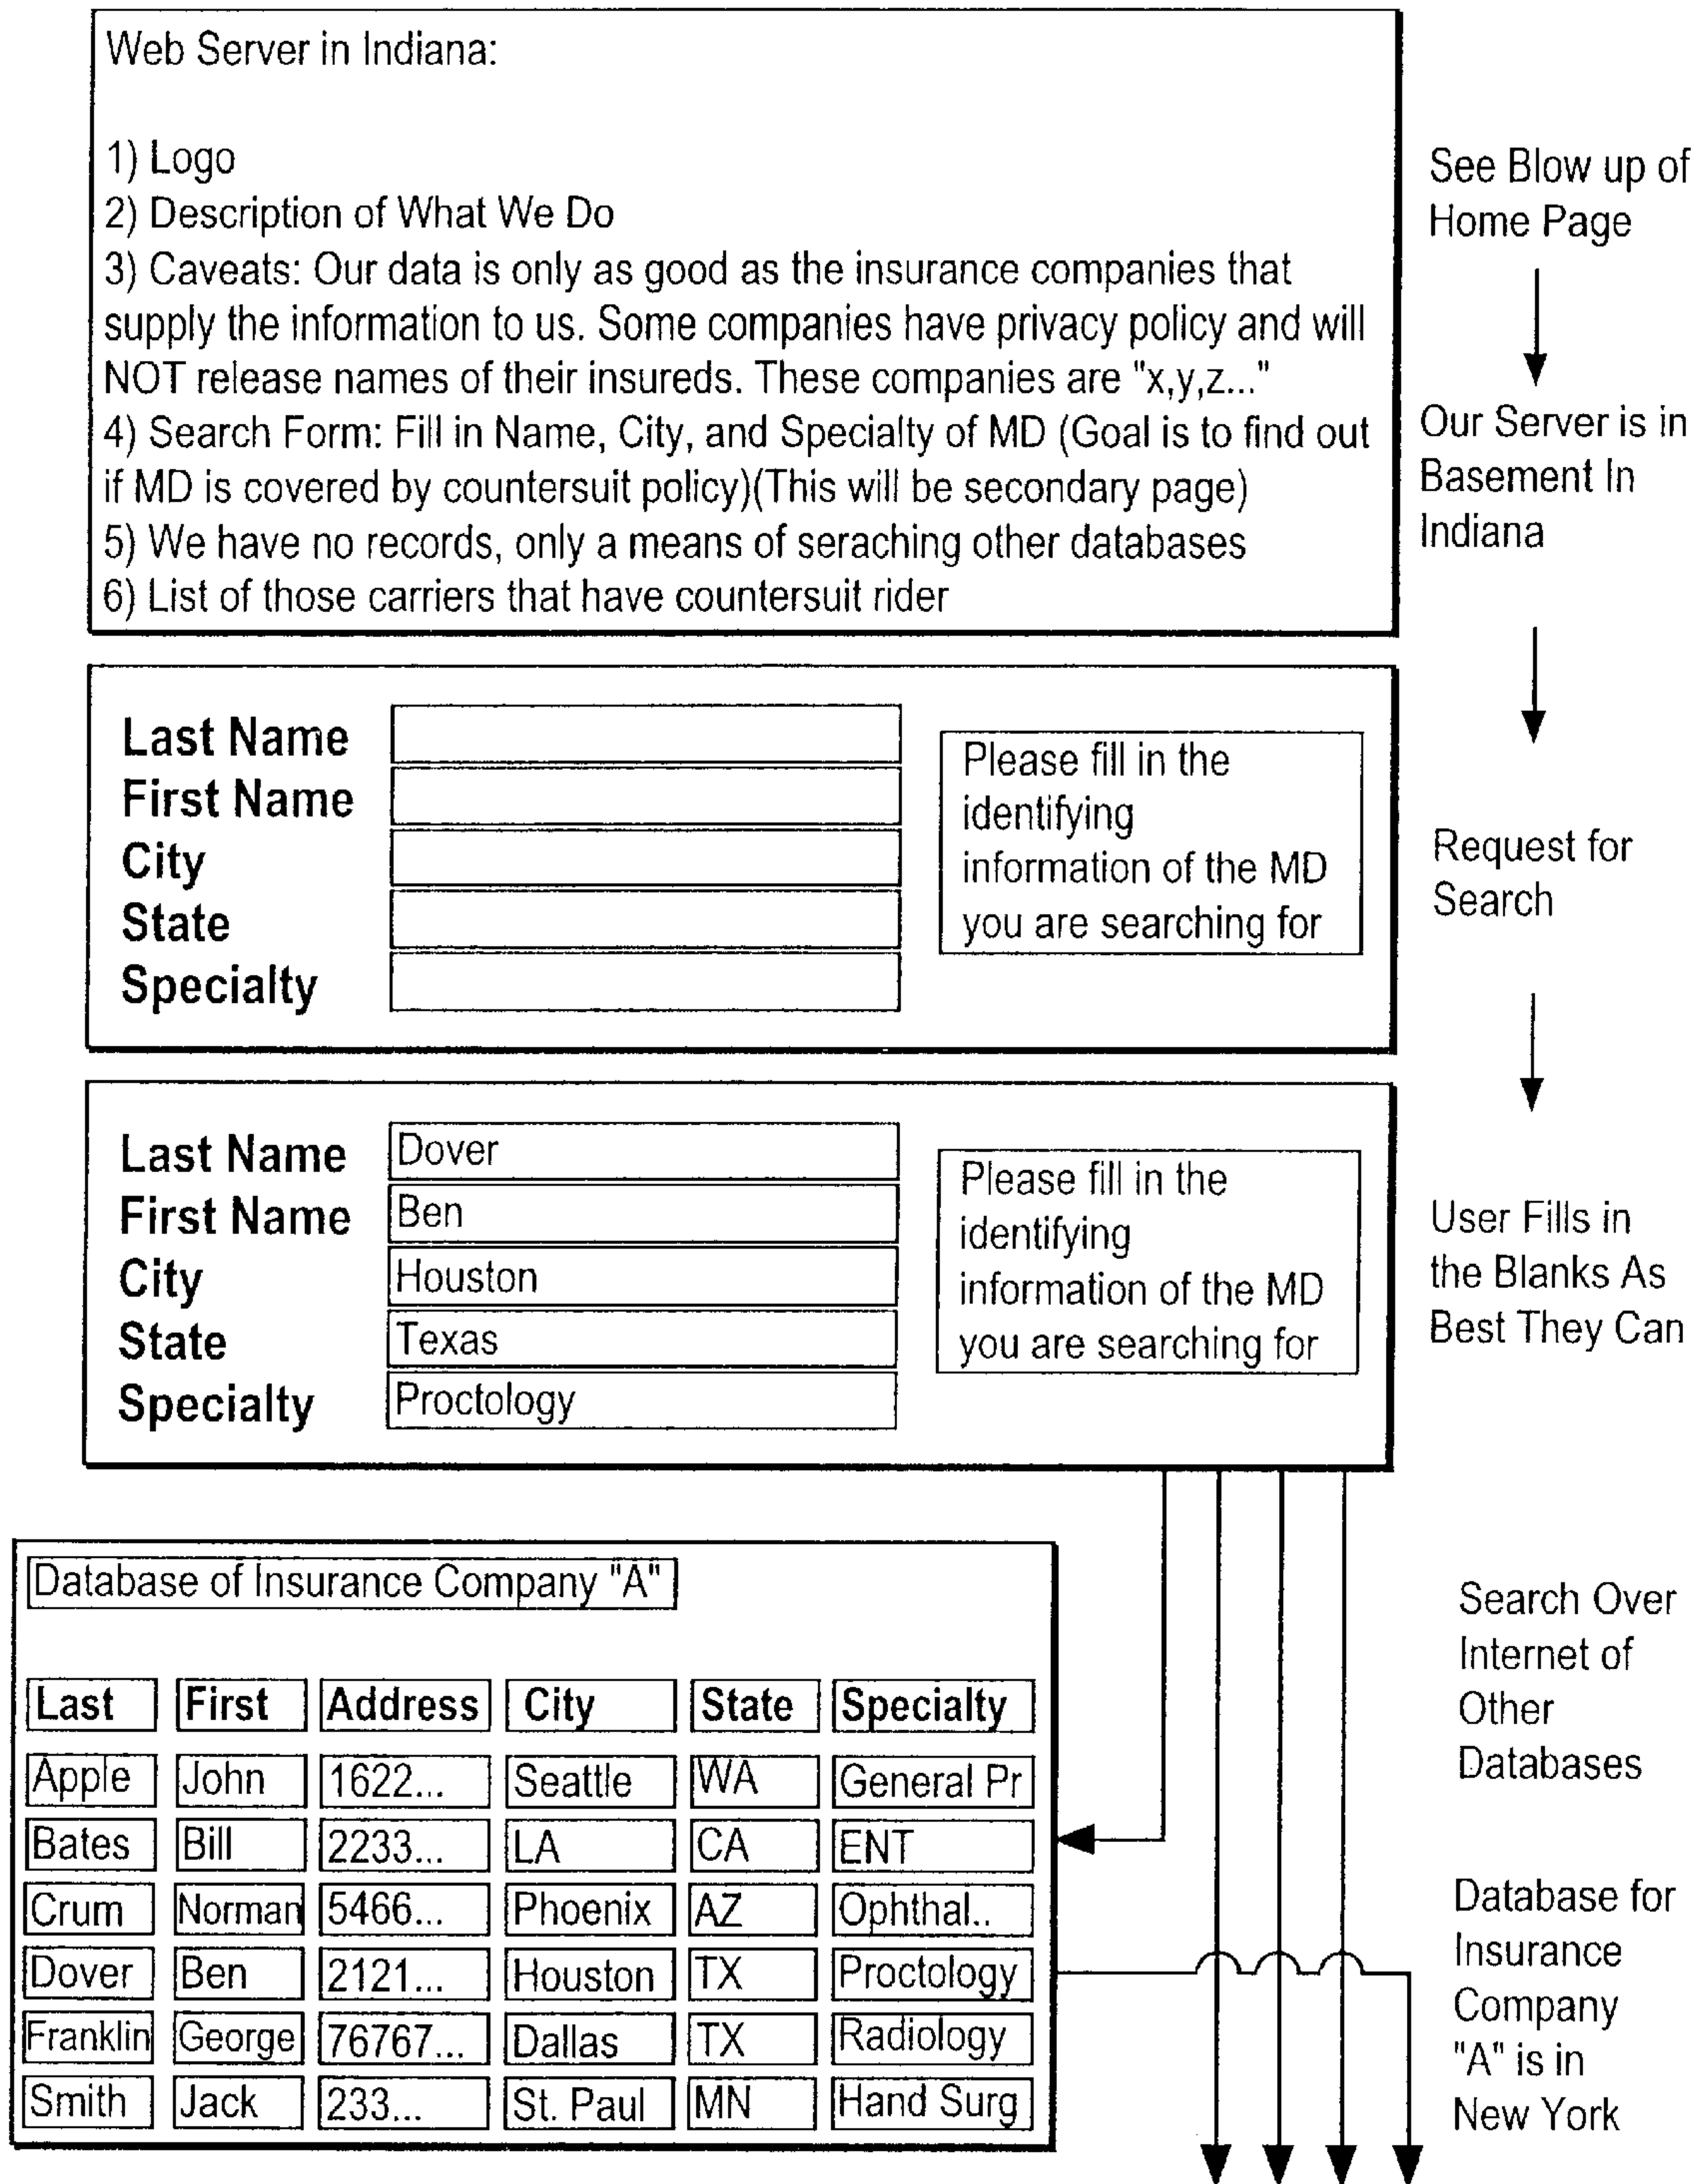 Web Server in Indiana:
1) Logo
2) Description of What We Do
3) Caveats: Our data is only as good as the insurance companies that
supply the information to us. Some companies have privacy policy and will
NOT release names of their insureds. These companies are "x,y,z..."
4) Search Form: Fill in Name, City, and Specialty of MD (Goal is to find out
if MD is covered by countersuit policy)(This will be secondary page)
5) We have no records, only a means of seraching other databases
6) List of those carriers that have countersuit rider
See Blow up of
Home Page
Our Server is in
Basement In
Indiana
Last Name
First Name
City
State
Specialty
Please fill in the
identifying
information of the MD
you are searching for
Request for
Search
Last Name Dover
First Name Ben
City Houston
State Texas
Specialty Proctology
Please fill in the
identifying
information of the MD
you are searching for
User Fills in
the Blanks As
Best They Can
Database of Insurance Company "A"
Last First Address City State Specialty
Apple John 1622... Seattle WA General Pr
Bates Bill 2233... LA CA ENT
Crum Norman 5466... Phoenix AZ Ophthal..
Dover Ben 2121... Houston TX Proctology
Franklin George 76767... Dallas TX Radiology
Smith Jack 233... St. Paul MN Hand Surg
Search Over
Internet of
Other
Databases
Database for
Insurance
Company
"A" is in
New York